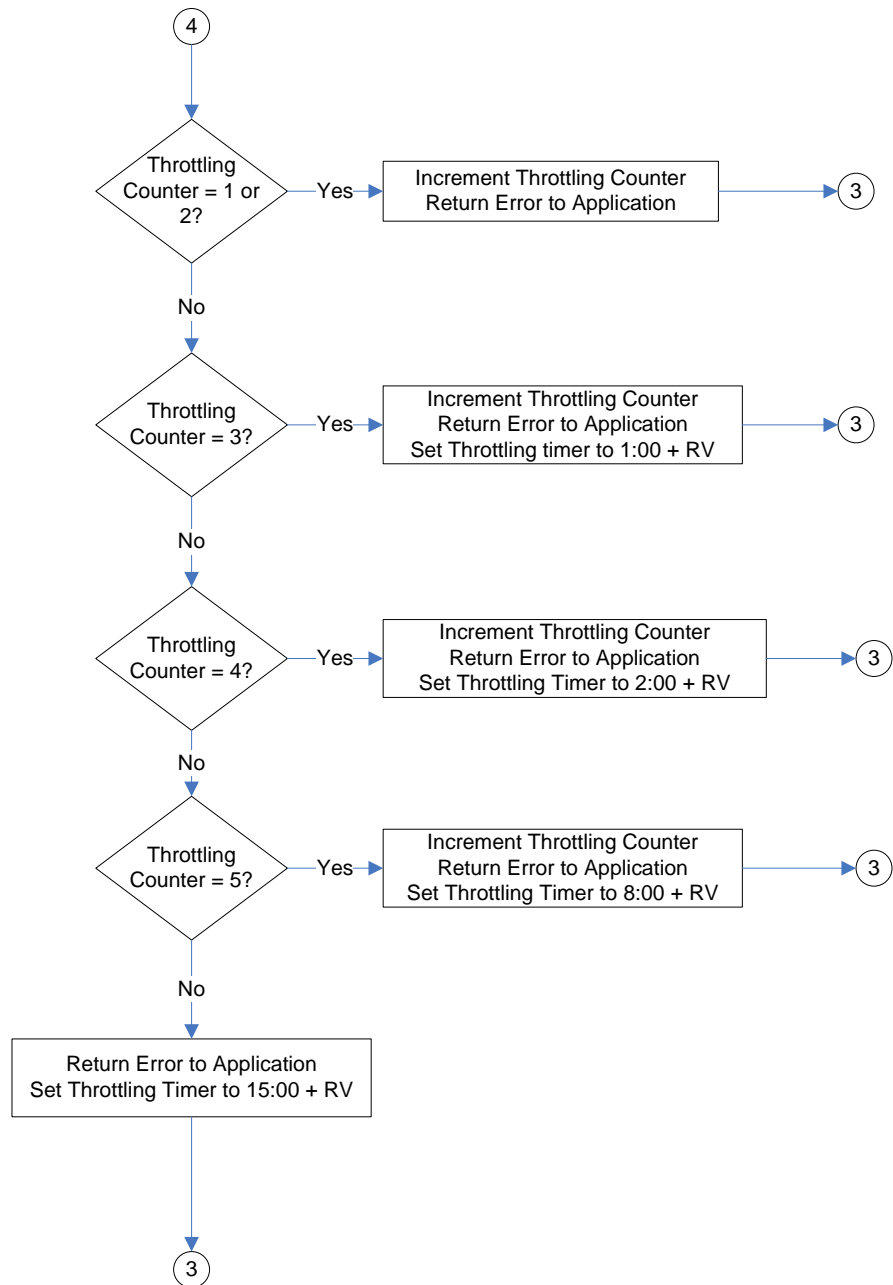 4
Throttling
Counter = 1 or
2?
Yes
Increment Throttling Counter
Return Error to Application
3
No
Throttling
Counter = 3?
Yes
Increment Throttling Counter
Return Error to Application
Set Throttling timer to 1:00 + RV
3
No
Throttling
Counter = 4?
Yes
Increment Throttling Counter
Return Error to Application
Set Throttling Timer to 2:00 + RV
3
No
Throttling
Counter = 5?
Yes
Increment Throttling Counter
Return Error to Application
Set Throttling Timer to 8:00 + RV
3
No
Return Error to Application
Set Throttling Timer to 15:00 + RV
3